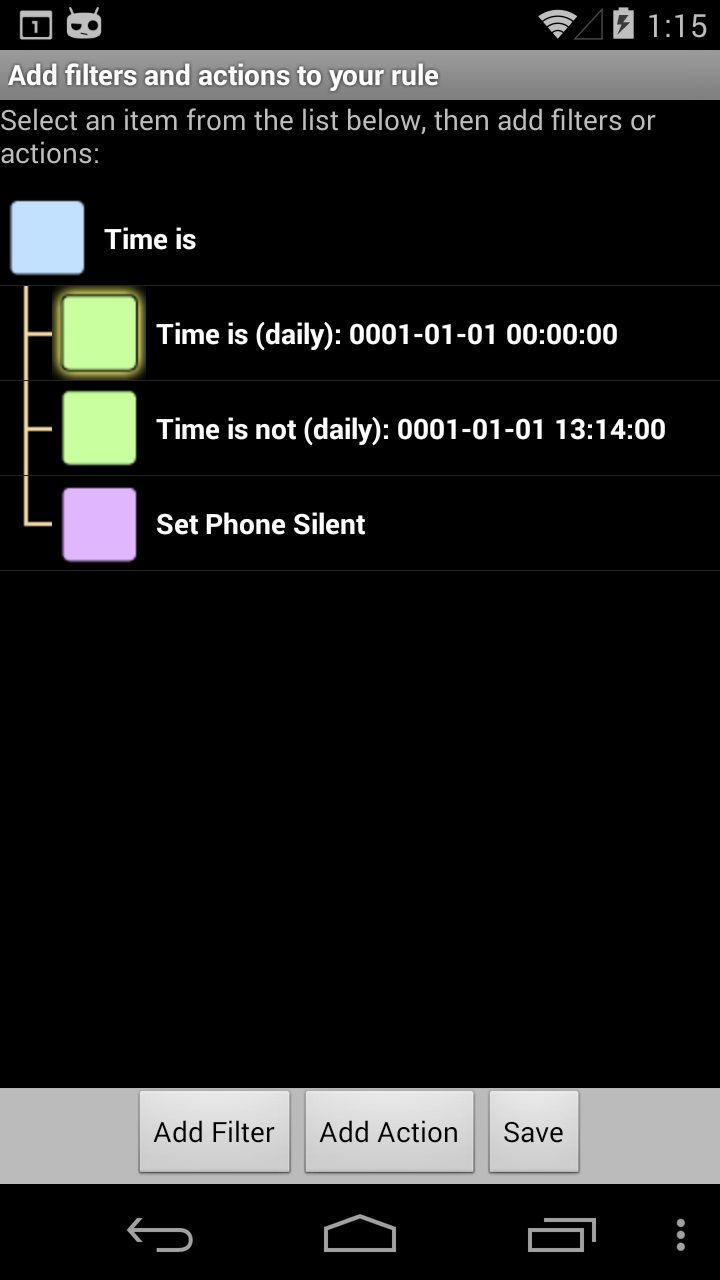 1
1:15
Add filters and actions to your rule
Select an item from the list below, then add filters or
actions:
Time is
Time is (daily): 0001-01-01 00:00:00
Time is not (daily): 0001-01-01 13:14:00
Set Phone Silent
Add Filter
Add Action
Save